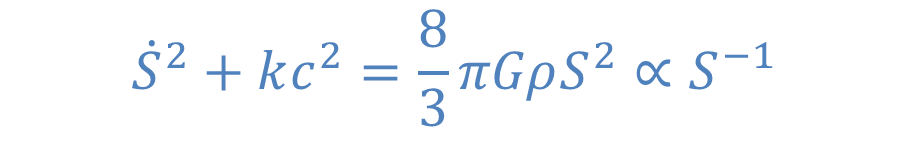 Ṡ² + kc² = 8/3 πGρS² ∝ S⁻¹